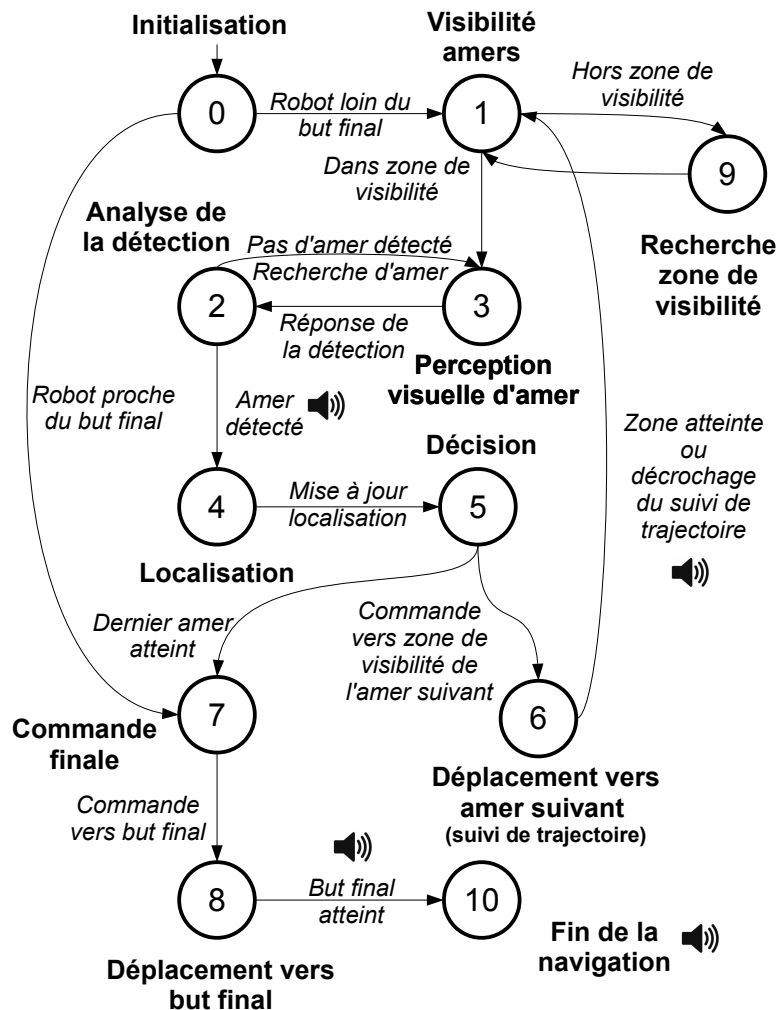 Initialisation
Visibilité
amers
0
Robot loin du
but final
1
Hors zone de
visibilité
9
Dans zone de
visibilité
Recherche
zone de
visibilité
Analyse de
la détection
Pas d'amer détecté
Recherche d'amer
2
3
Réponse de
la détection
Perception
visuelle d'amer
Robot proche
du but final
Amer
détecté
Zone atteinte
ou
décrochage
du suivi de
trajectoire
Décision
4
Mise à jour
localisation
5
Localisation
Dernier amer
atteint
Commande
vers zone de
visibilité de
l'amer suivant
7
6
Commande
finale
Déplacement vers
amer suivant
(suivi de trajectoire)
Commande
vers but final
8
But final
atteint
10
Déplacement vers
but final
Fin de la
navigation